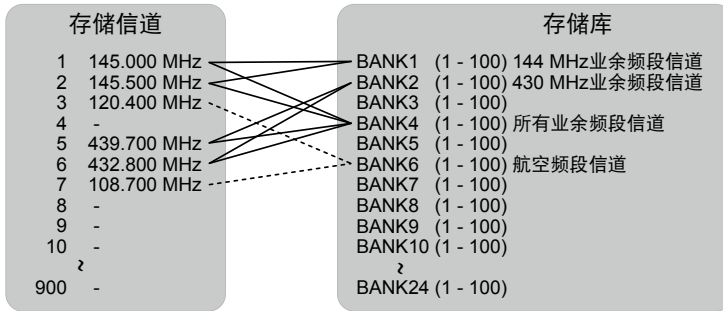 存储信道
1 145.000 MHz
2 145.500 MHz
3 120.400 MHz
4 -
5 439.700 MHz
6 432.800 MHz
7 108.700 MHz
8 -
9 -
10 -
~
900 -
存储库
BANK1 (1 - 100) 144 MHz业余频段信道
BANK2 (1 - 100) 430 MHz业余频段信道
BANK3 (1 - 100)
BANK4 (1 - 100) 所有业余频段信道
BANK5 (1 - 100)
BANK6 (1 - 100) 航空频段信道
BANK7 (1 - 100)
BANK8 (1 - 100)
BANK9 (1 - 100)
BANK10 (1 - 100)
~
BANK24 (1 - 100)